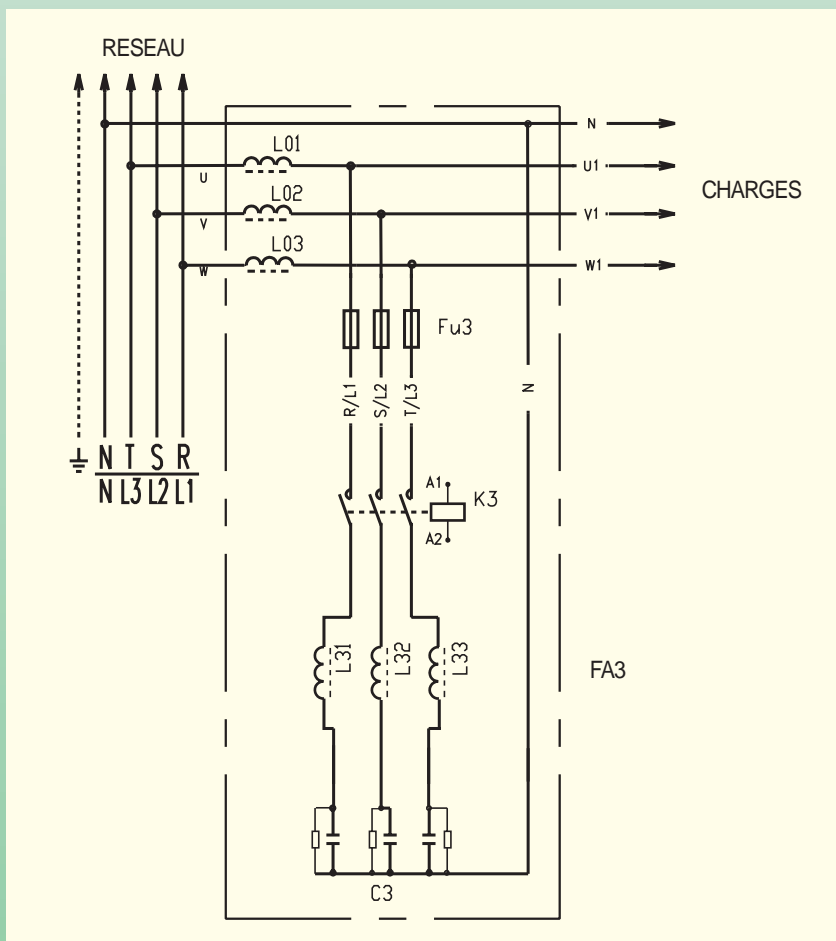 RESEAU
N
L01
U
U1
L02
CHARGES
V
V1
L03
W
W1
Fu3
R/L1
S/L2
T/L3
N
N T S R
N L3 L2 L1
A1
K3
A2
L31
L32
L33
FA3
C3